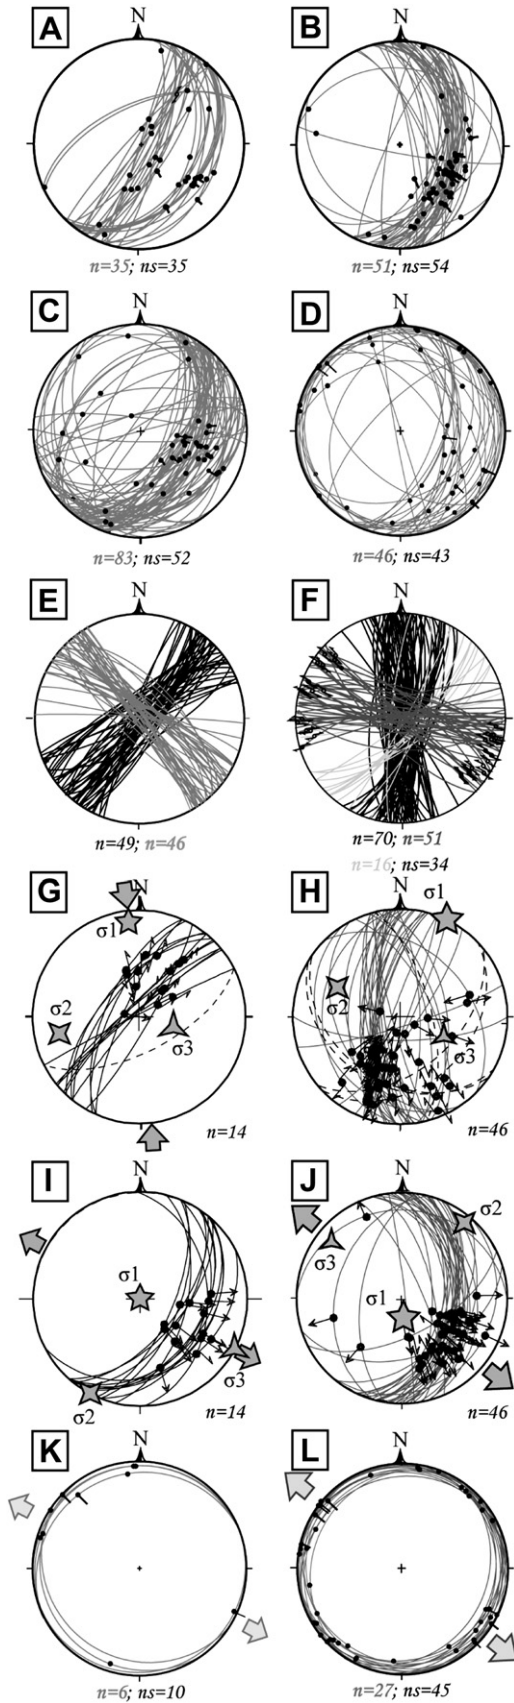 A B
N N
n=35; ns=35 n=51; ns=54
C D
N N
n=83; ns=52 n=46; ns=43
E F
N N
n=49; n=46 n=70; n=51
n=16; ns=34
G H
N σ1
σ1
σ2 σ2
σ3 σ3
n=14 n=46
I J
N N
σ2
σ3
σ1 σ1
σ3
σ2
n=14 n=46
K L
N N
n=6; ns=10 n=27; ns=45